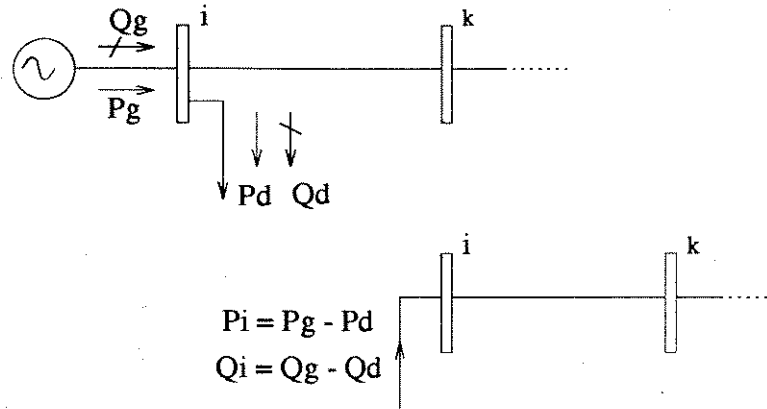 Qg
i
k
Pg
Pd Qd
i
k
Pi = Pg - Pd
Qi = Qg - Qd